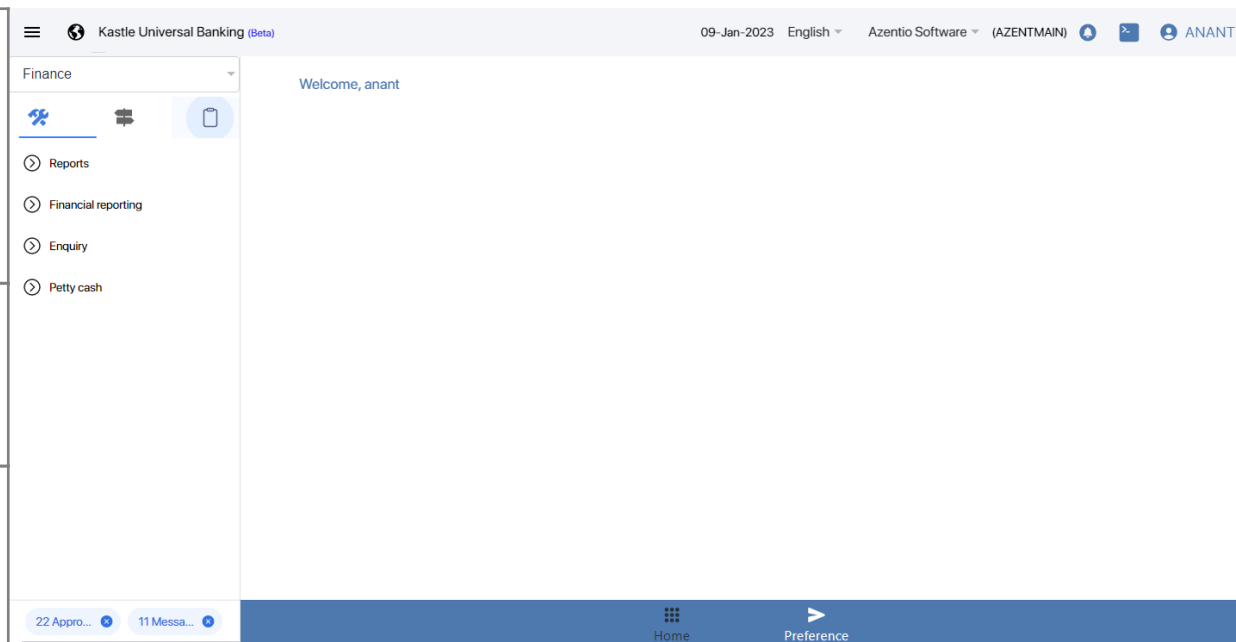 Kastle Universal Banking (Beta)
09-Jan-2023 English Azentio Software (AZENTMAIN) ANANT
Finance
Welcome, anant
Reports
Financial reporting
Enquiry
Petty cash
22 Appro... 11 Messa...
Home Preference